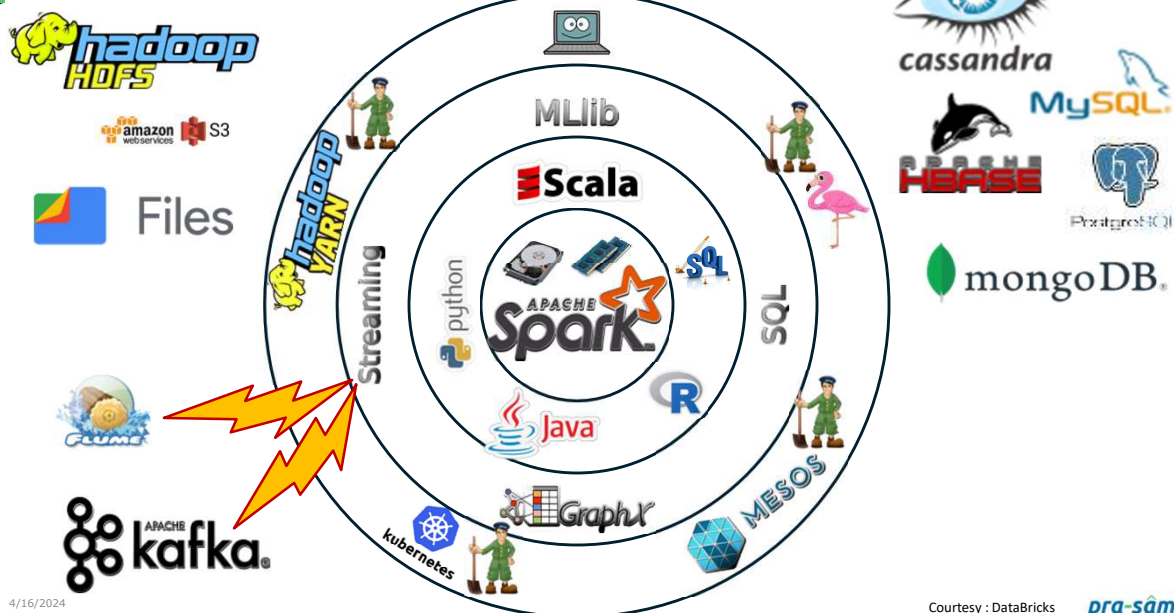 hadoop
HDFS
amazon
webservices
S3
Files
FLUME
APACHE
kafka®
4/16/2024
MLlib
Scala
hadoop
YARN
Streaming
python
SQL
APACHE
Spark
SQL
Java
R
GraphX
kubernetes
MESOS
cassandra
MySQL
APACHE
HBASE
PostgreSQL
mongoDB®
Courtesy : DataBricks
pra-sâm